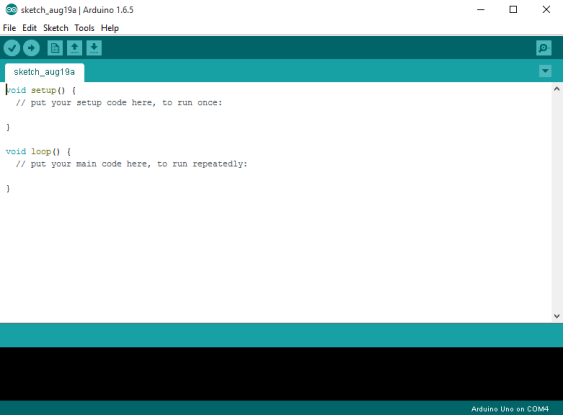 sketch_aug19a | Arduino 1.6.5
File Edit Sketch Tools Help
sketch_aug19a
void setup() {
  // put your setup code here, to run once:
}
void loop() {
  // put your main code here, to run repeatedly:
}
Arduino Uno on COM4